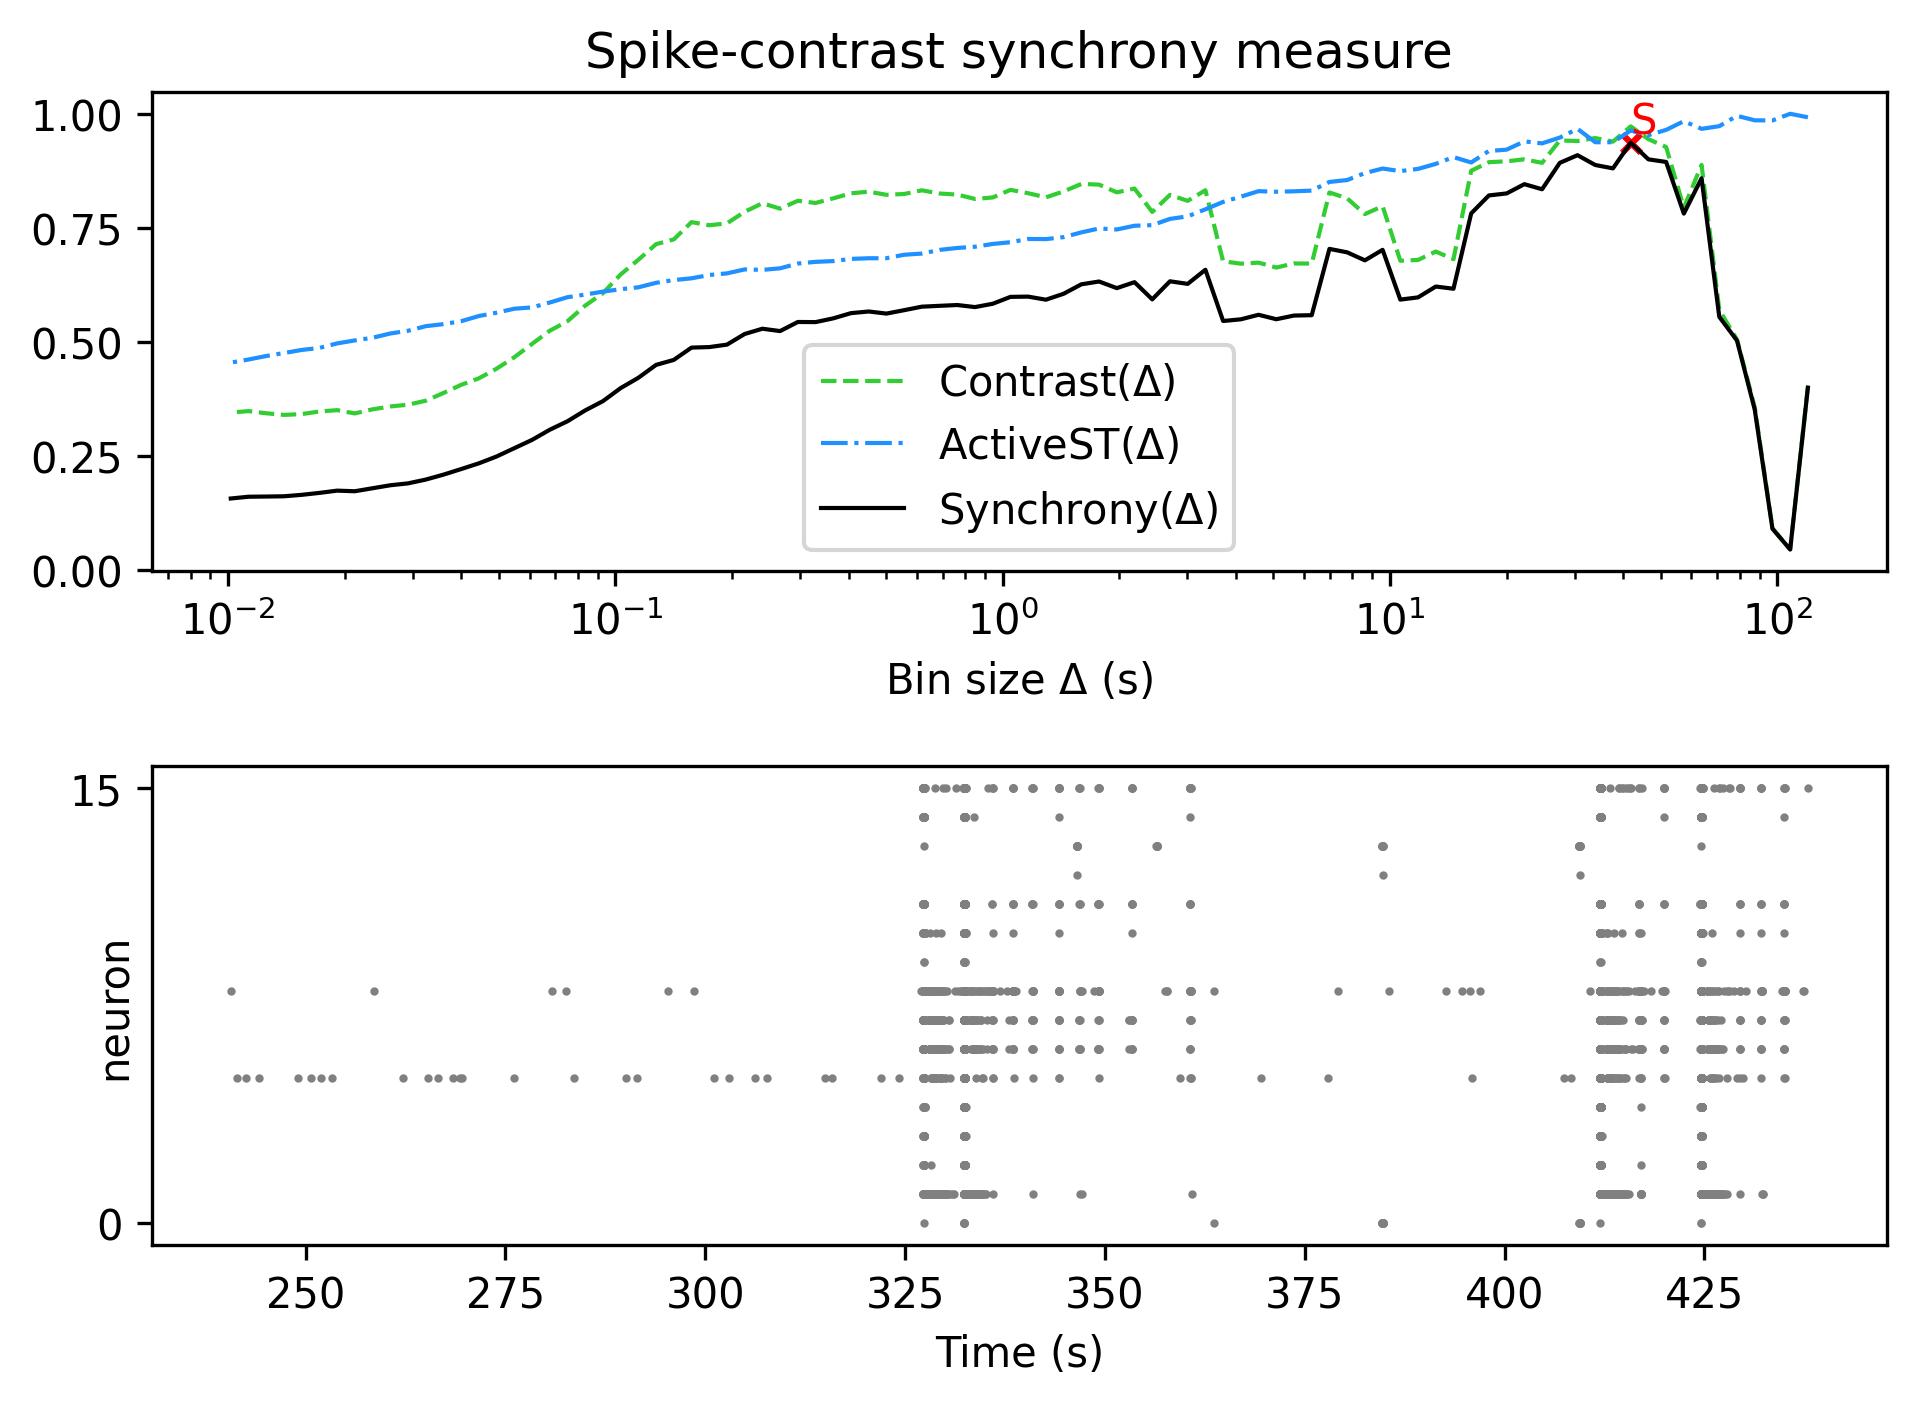 Spike-contrast synchrony measure
1.00
0.75
0.50
0.25
0.00
S
Contrast(Δ)
ActiveST(Δ)
Synchrony(Δ)
10⁻² 10⁻¹ 10⁰ 10¹ 10²
Bin size Δ (s)
15
neuron
0
250 275 300 325 350 375 400 425
Time (s)